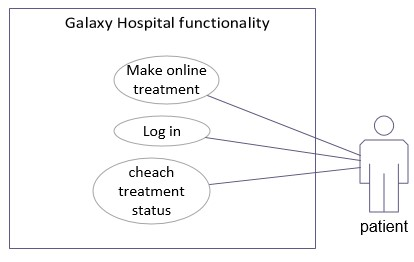 Galaxy Hospital functionality
Make online
treatment
Log in
cheach
treatment
status
patient